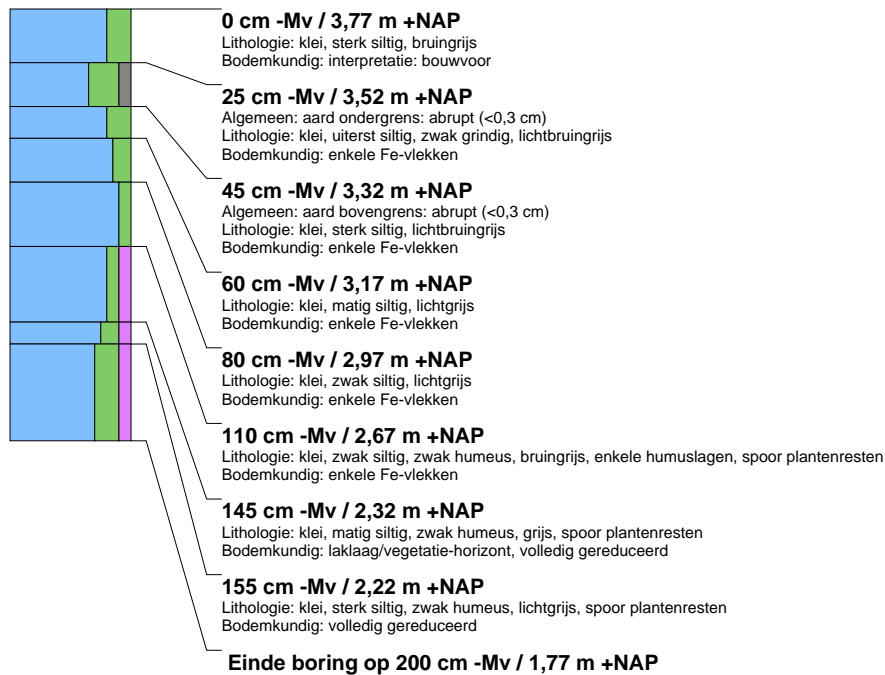 0 cm -Mv / 3,77 m +NAP
Lithologie: klei, sterk siltig, bruingrijs
Bodemkundig: interpretatie: bouwvoor
25 cm -Mv / 3,52 m +NAP
Algemeen: aard ondergrens: abrupt (<0,3 cm)
Lithologie: klei, uiterst siltig, zwak grindig, lichtbruingrijs
Bodemkundig: enkele Fe-vlekken
45 cm -Mv / 3,32 m +NAP
Algemeen: aard bovengrens: abrupt (<0,3 cm)
Lithologie: klei, sterk siltig, lichtbruingrijs
Bodemkundig: enkele Fe-vlekken
60 cm -Mv / 3,17 m +NAP
Lithologie: klei, matig siltig, lichtgrijs
Bodemkundig: enkele Fe-vlekken
80 cm -Mv / 2,97 m +NAP
Lithologie: klei, zwak siltig, lichtgrijs
Bodemkundig: enkele Fe-vlekken
110 cm -Mv / 2,67 m +NAP
Lithologie: klei, zwak siltig, zwak humeus, bruingrijs, enkele humuslagen, spoor plantenresten
Bodemkundig: enkele Fe-vlekken
145 cm -Mv / 2,32 m +NAP
Lithologie: klei, matig siltig, zwak humeus, grijs, spoor plantenresten
Bodemkundig: laklaag/vegetatie-horizont, volledig gereduceerd
155 cm -Mv / 2,22 m +NAP
Lithologie: klei, sterk siltig, zwak humeus, lichtgrijs, spoor plantenresten
Bodemkundig: volledig gereduceerd
Einde boring op 200 cm -Mv / 1,77 m +NAP